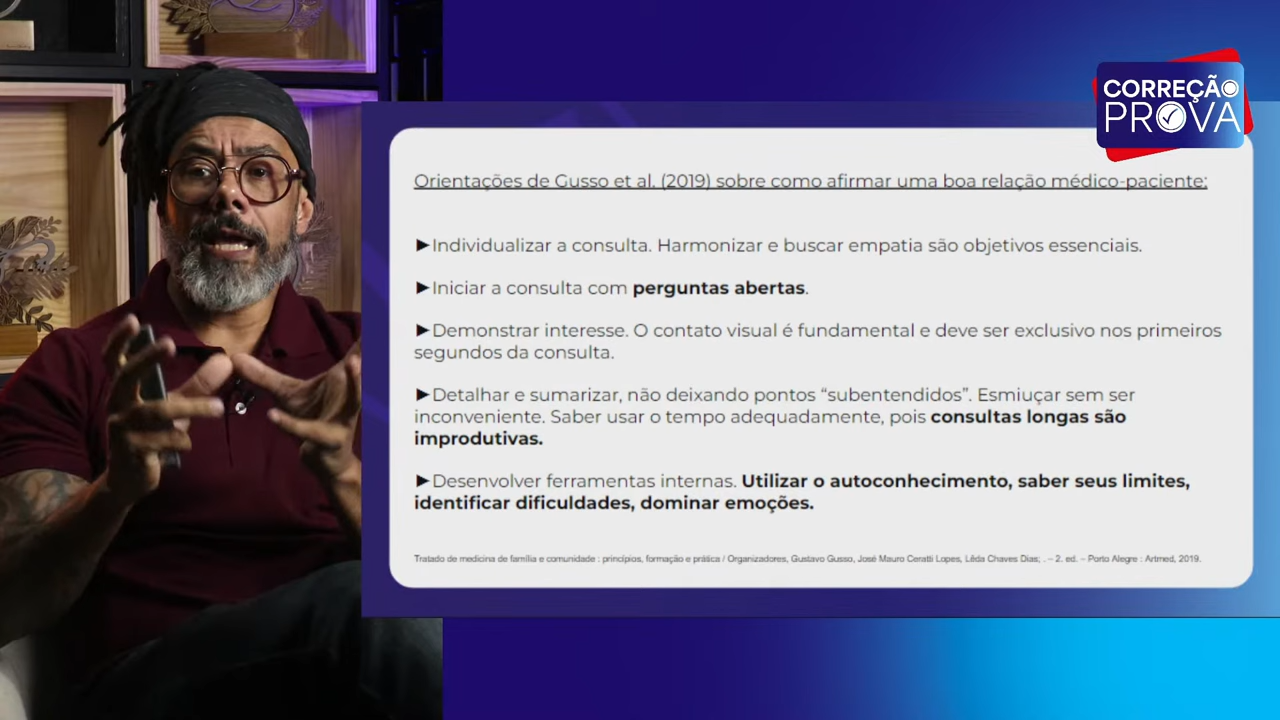 CORREÇÃO
PROVA
Orientações de Gusso et al. (2019) sobre como afirmar uma boa relação médico-paciente:
►Individualizar a consulta. Harmonizar e buscar empatia são objetivos essenciais.
►Iniciar a consulta com perguntas abertas.
►Demonstrar interesse. O contato visual é fundamental e deve ser exclusivo nos primeiros
segundos da consulta.
►Detalhar e sumarizar, não deixando pontos “subentendidos”. Esmiuçar sem ser
inconveniente. Saber usar o tempo adequadamente, pois consultas longas são
improdutivas.
►Desenvolver ferramentas internas. Utilizar o autoconhecimento, saber seus limites,
identificar dificuldades, dominar emoções.
Tratado de medicina de família e comunidade : princípios, formação e prática / Organizadores, Gustavo Gusso, José Mauro Ceratti Lopes, Lêda Chaves Dias; . – 2. ed. – Porto Alegre : Artmed, 2019.